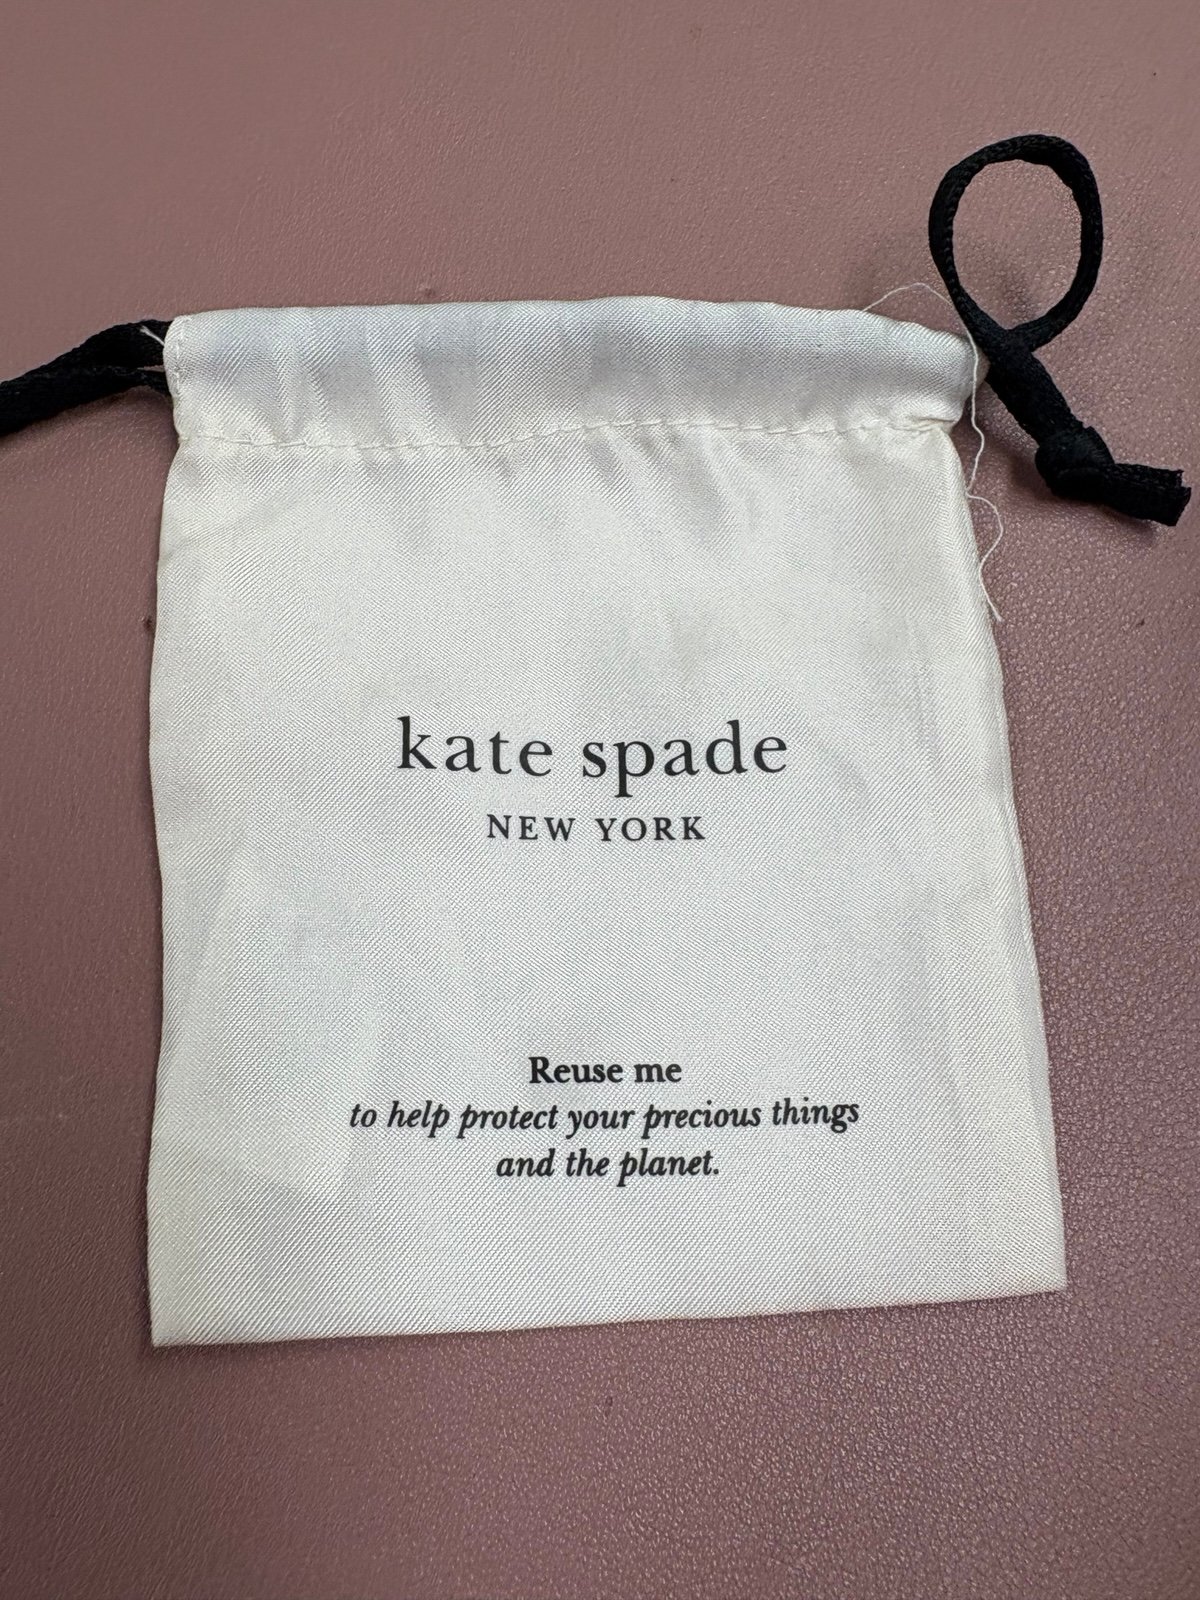 kate spade
NEW YORK
Reuse me
to help protect your precious things
and the planet.